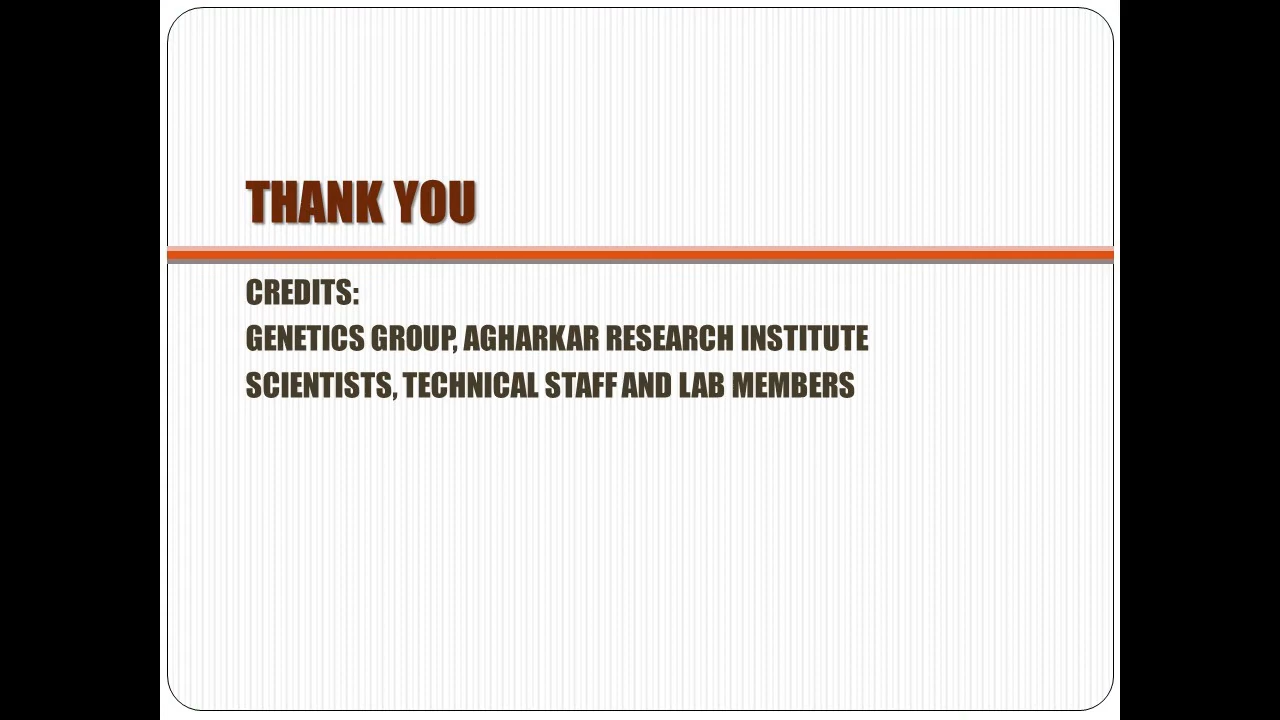 THANK YOU
CREDITS:
GENETICS GROUP, AGHARKAR RESEARCH INSTITUTE
SCIENTISTS, TECHNICAL STAFF AND LAB MEMBERS